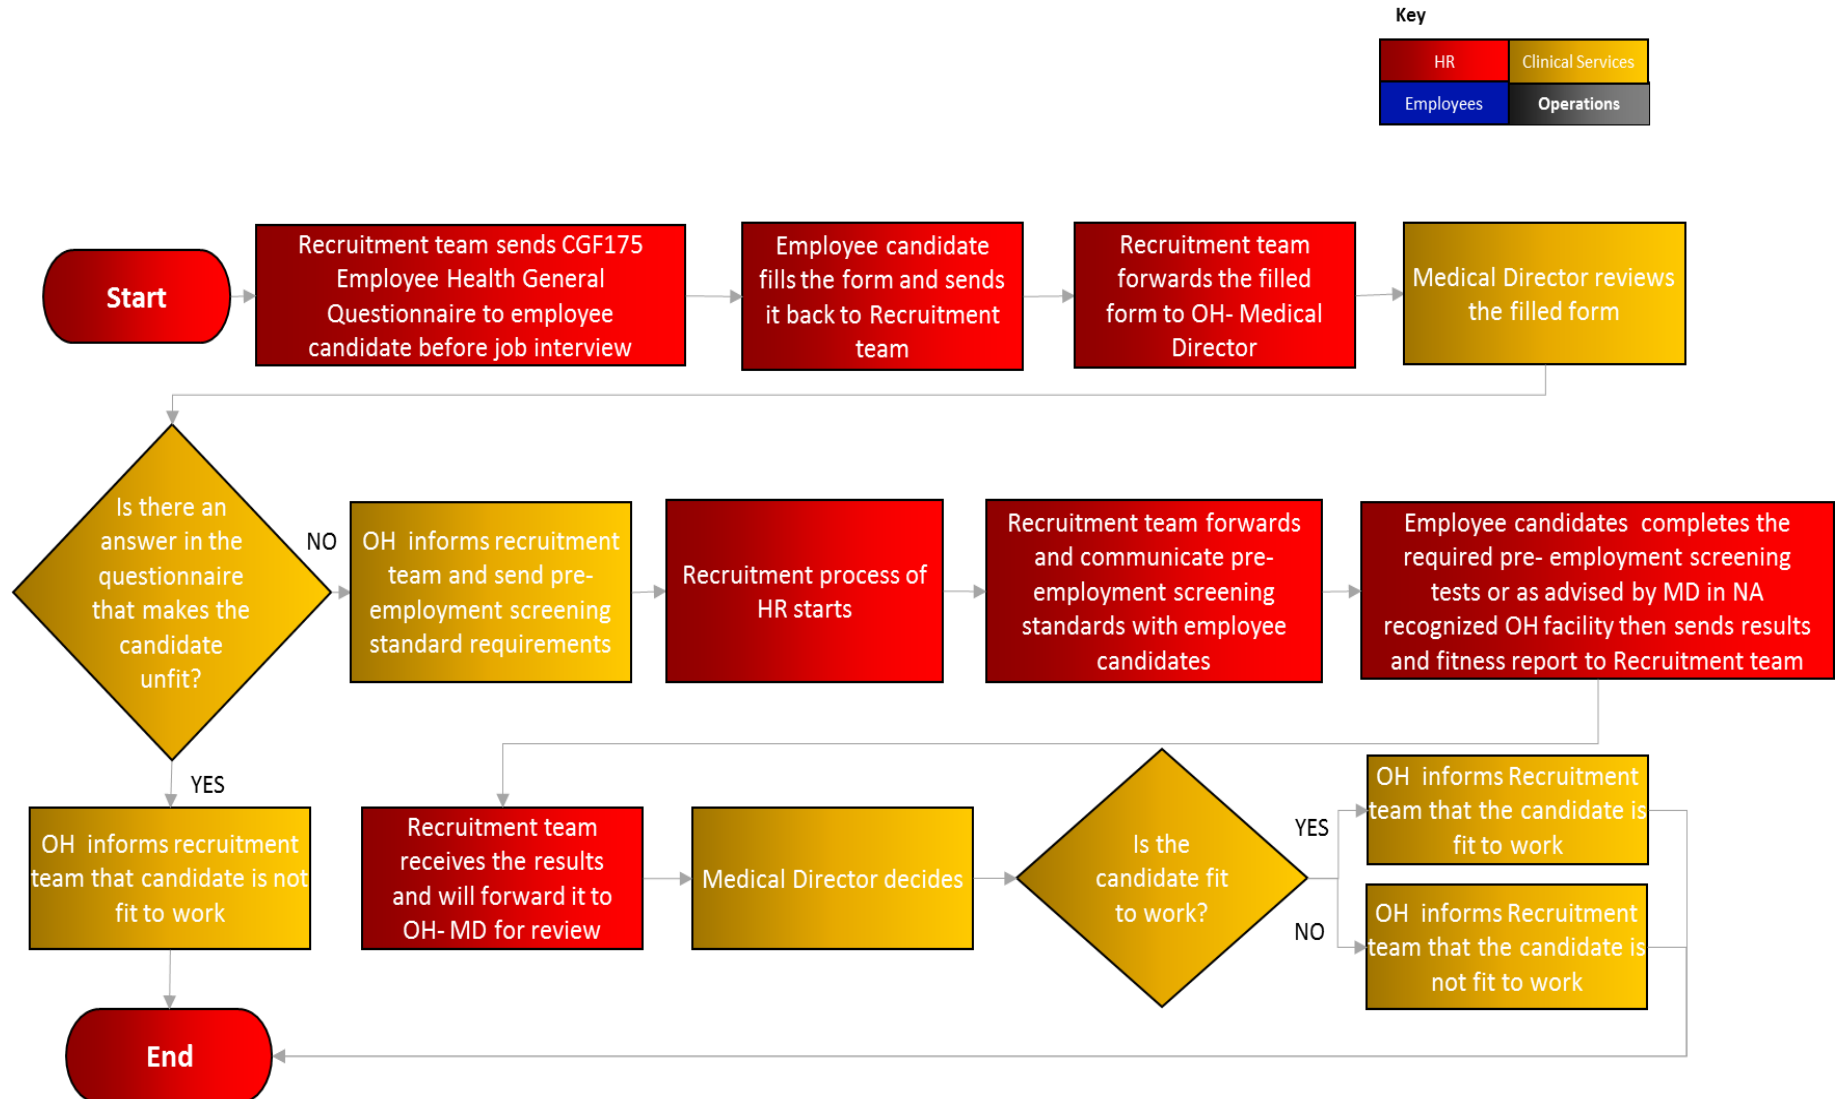 Key
HR
Clinical Services
Employees
Operations
Start
Recruitment team sends CGF175
Employee Health General
Questionnaire to employee
candidate before job interview
Employee candidate
fills the form and sends
it back to Recruitment
team
Recruitment team
forwards the filled
form to OH- Medical
Director
Medical Director reviews
the filled form
Is there an
answer in the
questionnaire
that makes the
candidate
unfit?
NO
OH informs recruitment
team and send pre-
employment screening
standard requirements
Recruitment process of
HR starts
Recruitment team forwards
and communicate pre-
employment screening
standards with employee
candidates
Employee candidates completes the
required pre- employment screening
tests or as advised by MD in NA
recognized OH facility then sends results
and fitness report to Recruitment team
YES
OH informs recruitment
team that candidate is not
fit to work
Recruitment team
receives the results
and will forward it to
OH- MD for review
Medical Director decides
Is the
candidate fit
to work?
YES
OH informs Recruitment
team that the candidate is
fit to work
NO
OH informs Recruitment
team that the candidate is
not fit to work
End